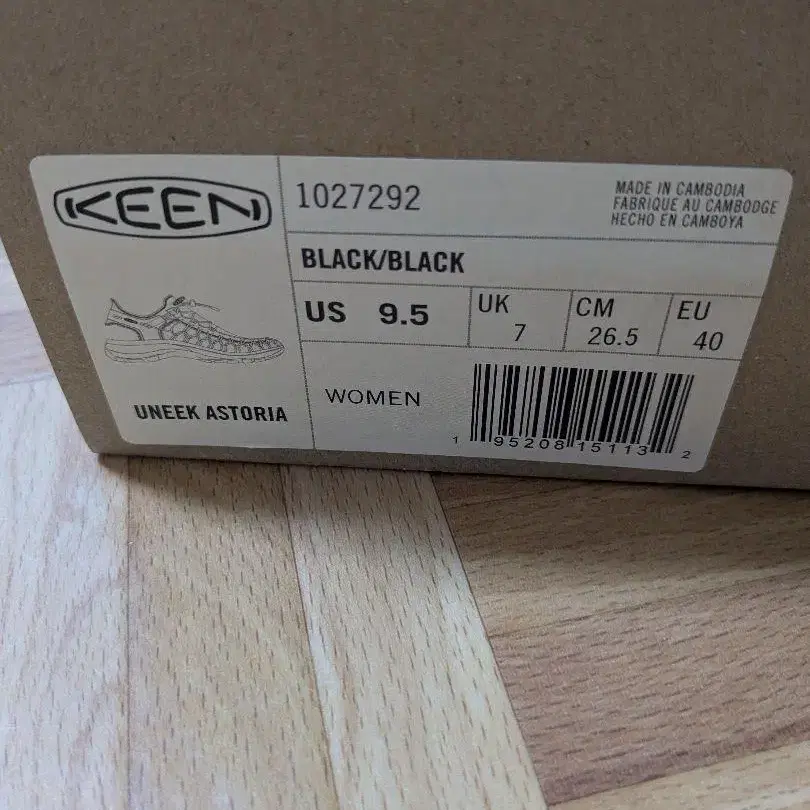 KEEN
1027292
MADE IN CAMBODIA
FABRIQUE AU CAMBODGE
HECHO EN CAMBOYA
BLACK/BLACK
US 9.5
UK 7
CM 26.5
EU 40
UNEEK ASTORIA
WOMEN
1 95208 15113 2